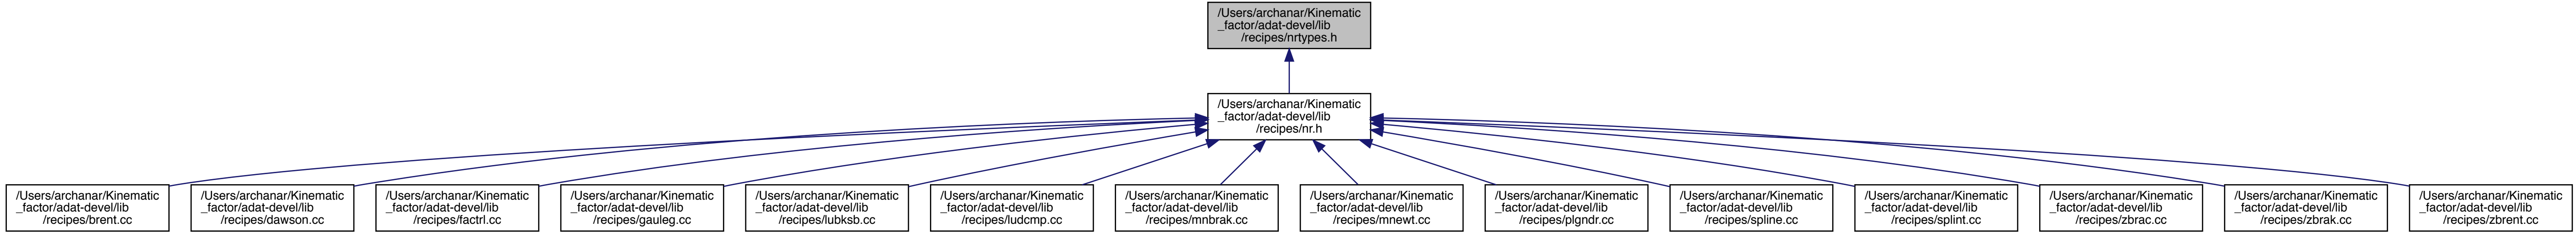 /Users/archanar/Kinematic
_factor/adat-devel/lib
/recipes/nrtypes.h
/Users/archanar/Kinematic
_factor/adat-devel/lib
/recipes/nr.h
/Users/archanar/Kinematic
_factor/adat-devel/lib
/recipes/brent.cc
/Users/archanar/Kinematic
_factor/adat-devel/lib
/recipes/dawson.cc
/Users/archanar/Kinematic
_factor/adat-devel/lib
/recipes/factrl.cc
/Users/archanar/Kinematic
_factor/adat-devel/lib
/recipes/gauleg.cc
/Users/archanar/Kinematic
_factor/adat-devel/lib
/recipes/lubksb.cc
/Users/archanar/Kinematic
_factor/adat-devel/lib
/recipes/ludcmp.cc
/Users/archanar/Kinematic
_factor/adat-devel/lib
/recipes/mnbrak.cc
/Users/archanar/Kinematic
_factor/adat-devel/lib
/recipes/mnewt.cc
/Users/archanar/Kinematic
_factor/adat-devel/lib
/recipes/plgndr.cc
/Users/archanar/Kinematic
_factor/adat-devel/lib
/recipes/spline.cc
/Users/archanar/Kinematic
_factor/adat-devel/lib
/recipes/splint.cc
/Users/archanar/Kinematic
_factor/adat-devel/lib
/recipes/zbrac.cc
/Users/archanar/Kinematic
_factor/adat-devel/lib
/recipes/zbrak.cc
/Users/archanar/Kinematic
_factor/adat-devel/lib
/recipes/zbrent.cc